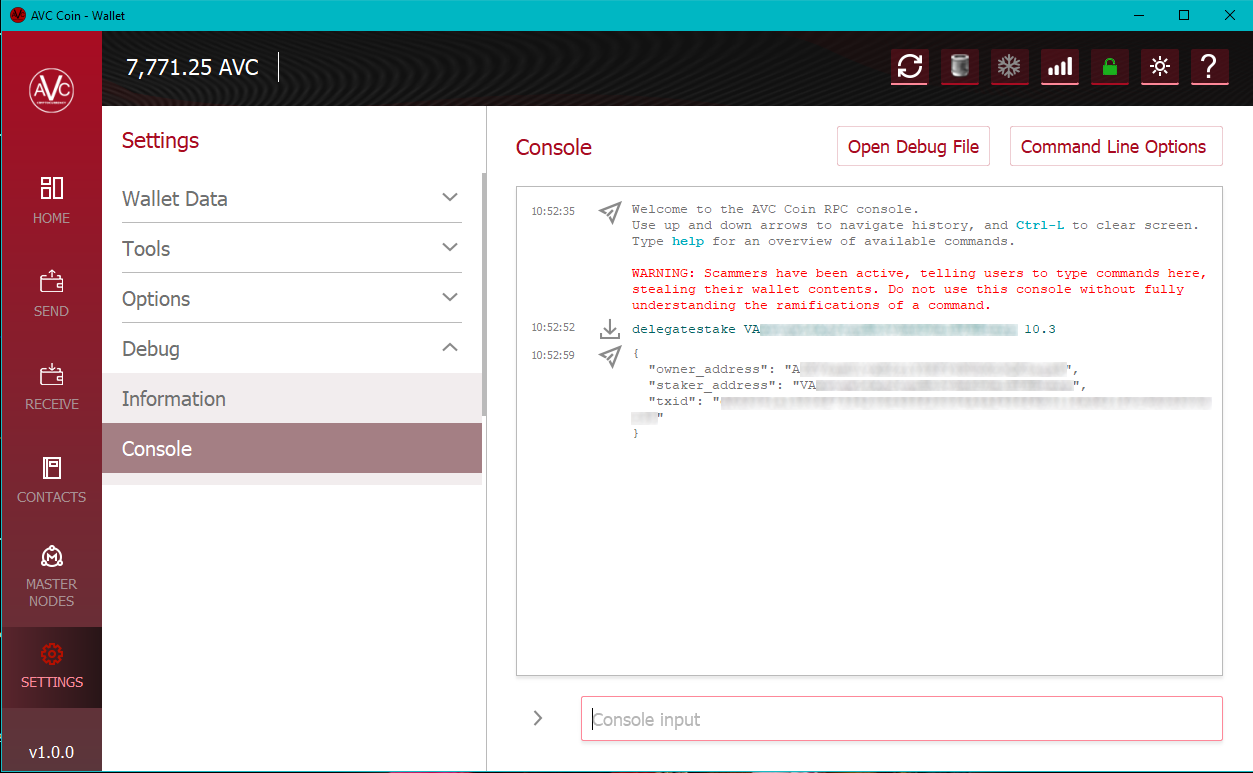 AVC Coin - Wallet
AVC
7,771.25 AVC
HOME
SEND
RECEIVE
CONTACTS
MASTER
NODES
SETTINGS
v1.0.0
Settings
Wallet Data
Tools
Options
Debug
Information
Console
Console
Open Debug File
Command Line Options
10:52:35
Welcome to the AVC Coin RPC console.
Use up and down arrows to navigate history, and Ctrl-L to clear screen.
Type help for an overview of available commands.
WARNING: Scammers have been active, telling users to type commands here,
stealing their wallet contents. Do not use this console without fully
understanding the ramifications of a command.
10:52:52 delegatestake VA 10.3
10:52:59 {
"owner_address": "A ",
"staker_address": "VA ",
"txid": "
"
}
Console input